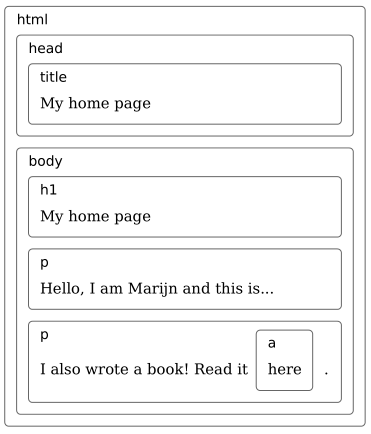 html
head
title
My home page
body
h1
My home page
p
Hello, I am Marijn and this is...
p
a
I also wrote a book! Read it here .